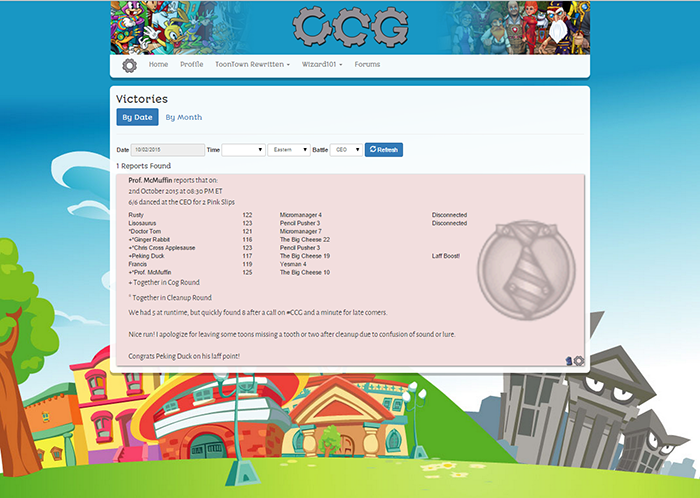 CCG
Home Profile ToonTown Rewritten Wizard101 Forums
Victories
By Date By Month
Date 10/02/2015 Time Eastern Battle CEO Refresh
1 Reports Found
Prof. McMuffin reports that on:
2nd October 2015 at 08:30 PM ET
6/6 danced at the CEO for 2 Pink Slips
Rusty 122 Micromanager 4 Disconnected
Lisosaurus 123 Pencil Pusher 3 Disconnected
*Doctor Tom 121 Micromanager 7
+*Ginger Rabbit 116 The Big Cheese 22
+*Chris Cross Applesause 123 Pencil Pusher 3
+Peking Duck 117 The Big Cheese 19 Laff Boost!
Francis 119 Yesman 4
+*Prof. McMuffin 125 The Big Cheese 10
+ Together in Cog Round
* Together in Cleanup Round
We had 5 at runtime, but quickly found 8 after a call on #CCG and a minute for late comers.
Nice run! I apologize for leaving some toons missing a tooth or two after cleanup due to confusion of sound or lure.
Congrats Peking Duck on his laff point!